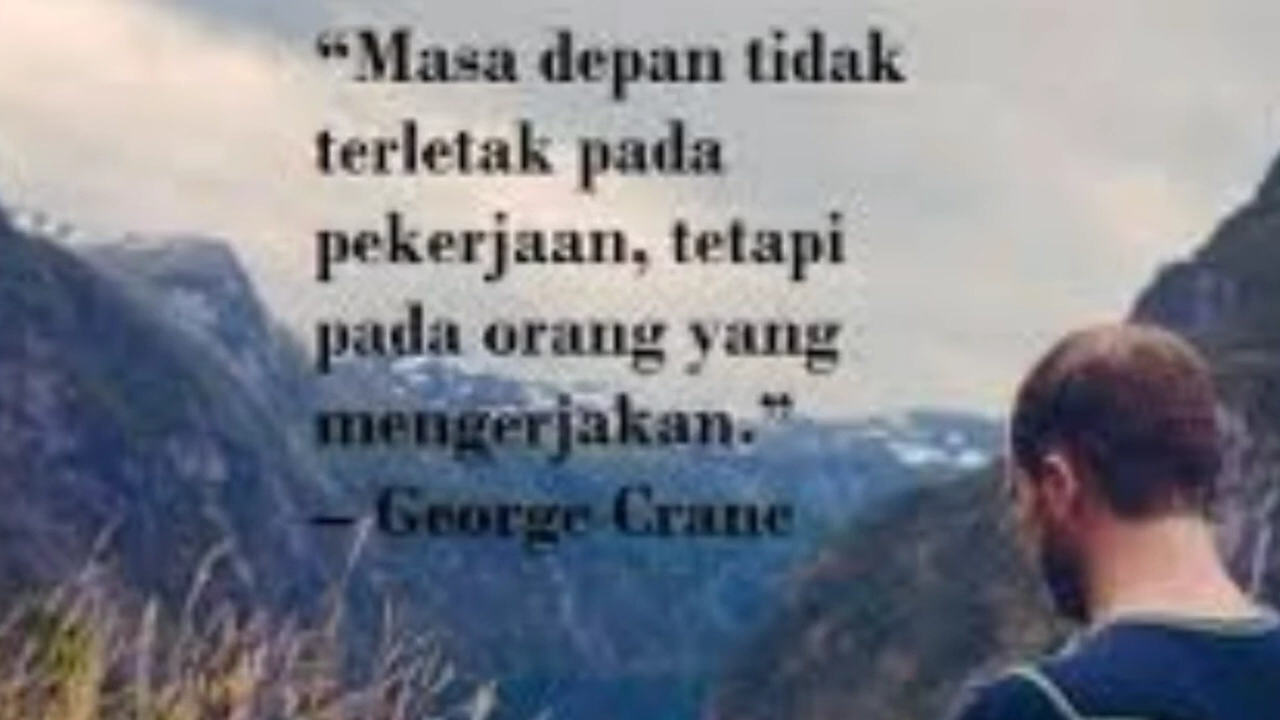 “Masa depan tidak
terletak pada
pekerjaan, tetapi
pada orang yang
mengerjakan.”
– George Crane